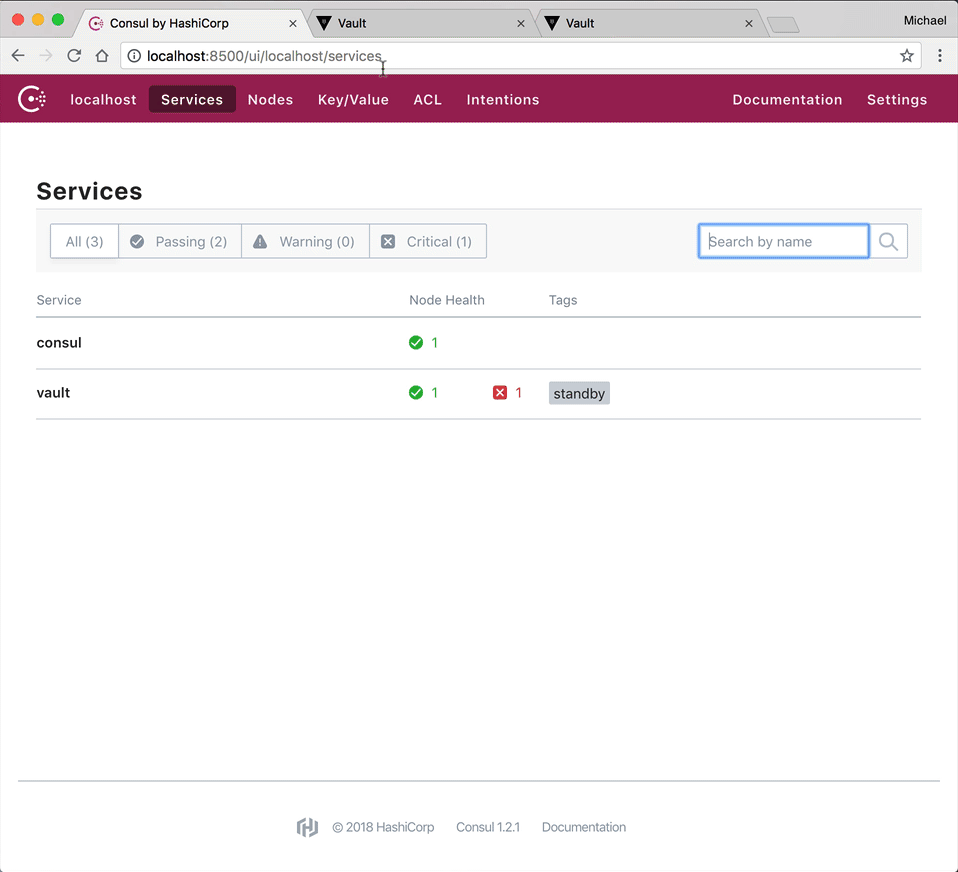 Consul by HashiCorp
Vault
Vault
Michael
localhost:8500/ui/localhost/services
localhost Services Nodes Key/Value ACL Intentions Documentation Settings
Services
All (3) Passing (2) Warning (0) Critical (1) Search by name
Service Node Health Tags
consul 1
vault 1 1 standby
© 2018 HashiCorp Consul 1.2.1 Documentation